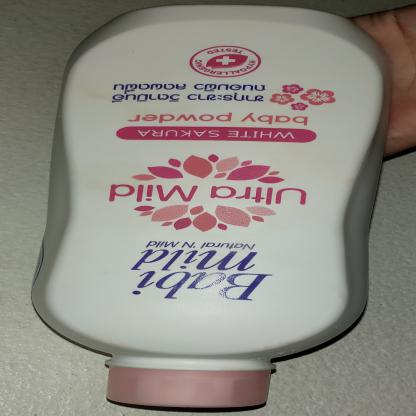 Babi
mild
Natural 'N Mild
Ultra Mild
WHITE SAKURA
baby powder
HYPOALLERGENIC
TESTED